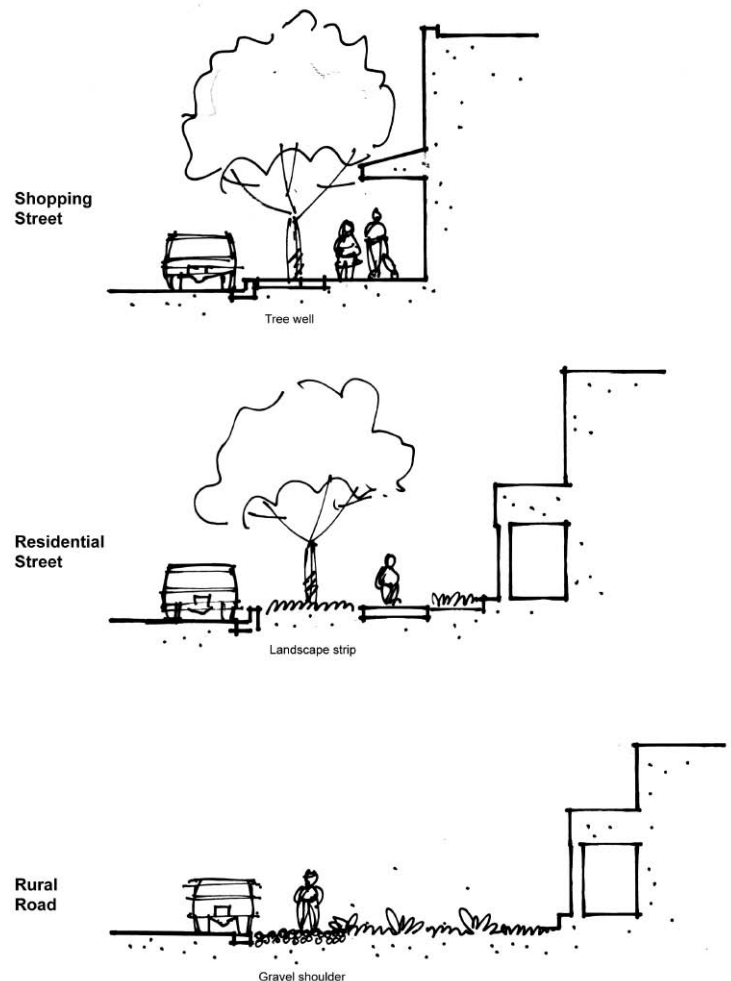 Shopping
Street
Tree well
Residential
Street
Landscape strip
Rural
Road
Gravel shoulder